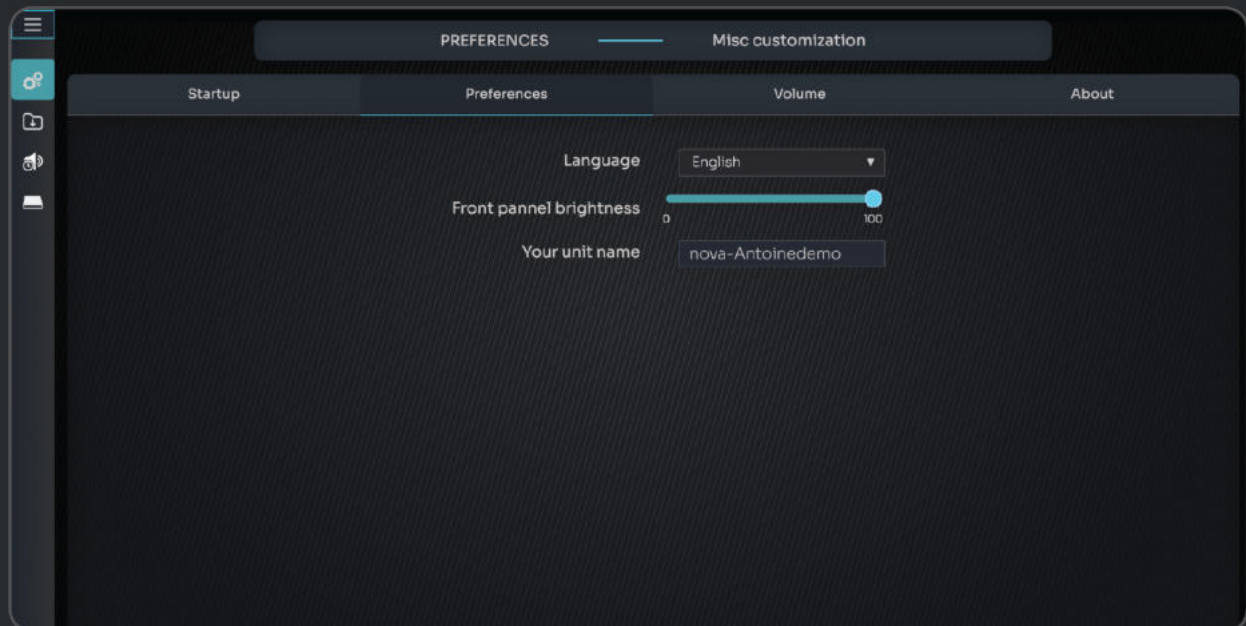 PREFERENCES Misc customization
Startup Preferences Volume About
Language English
Front pannel brightness
0 100
Your unit name nova-Antoinedemo